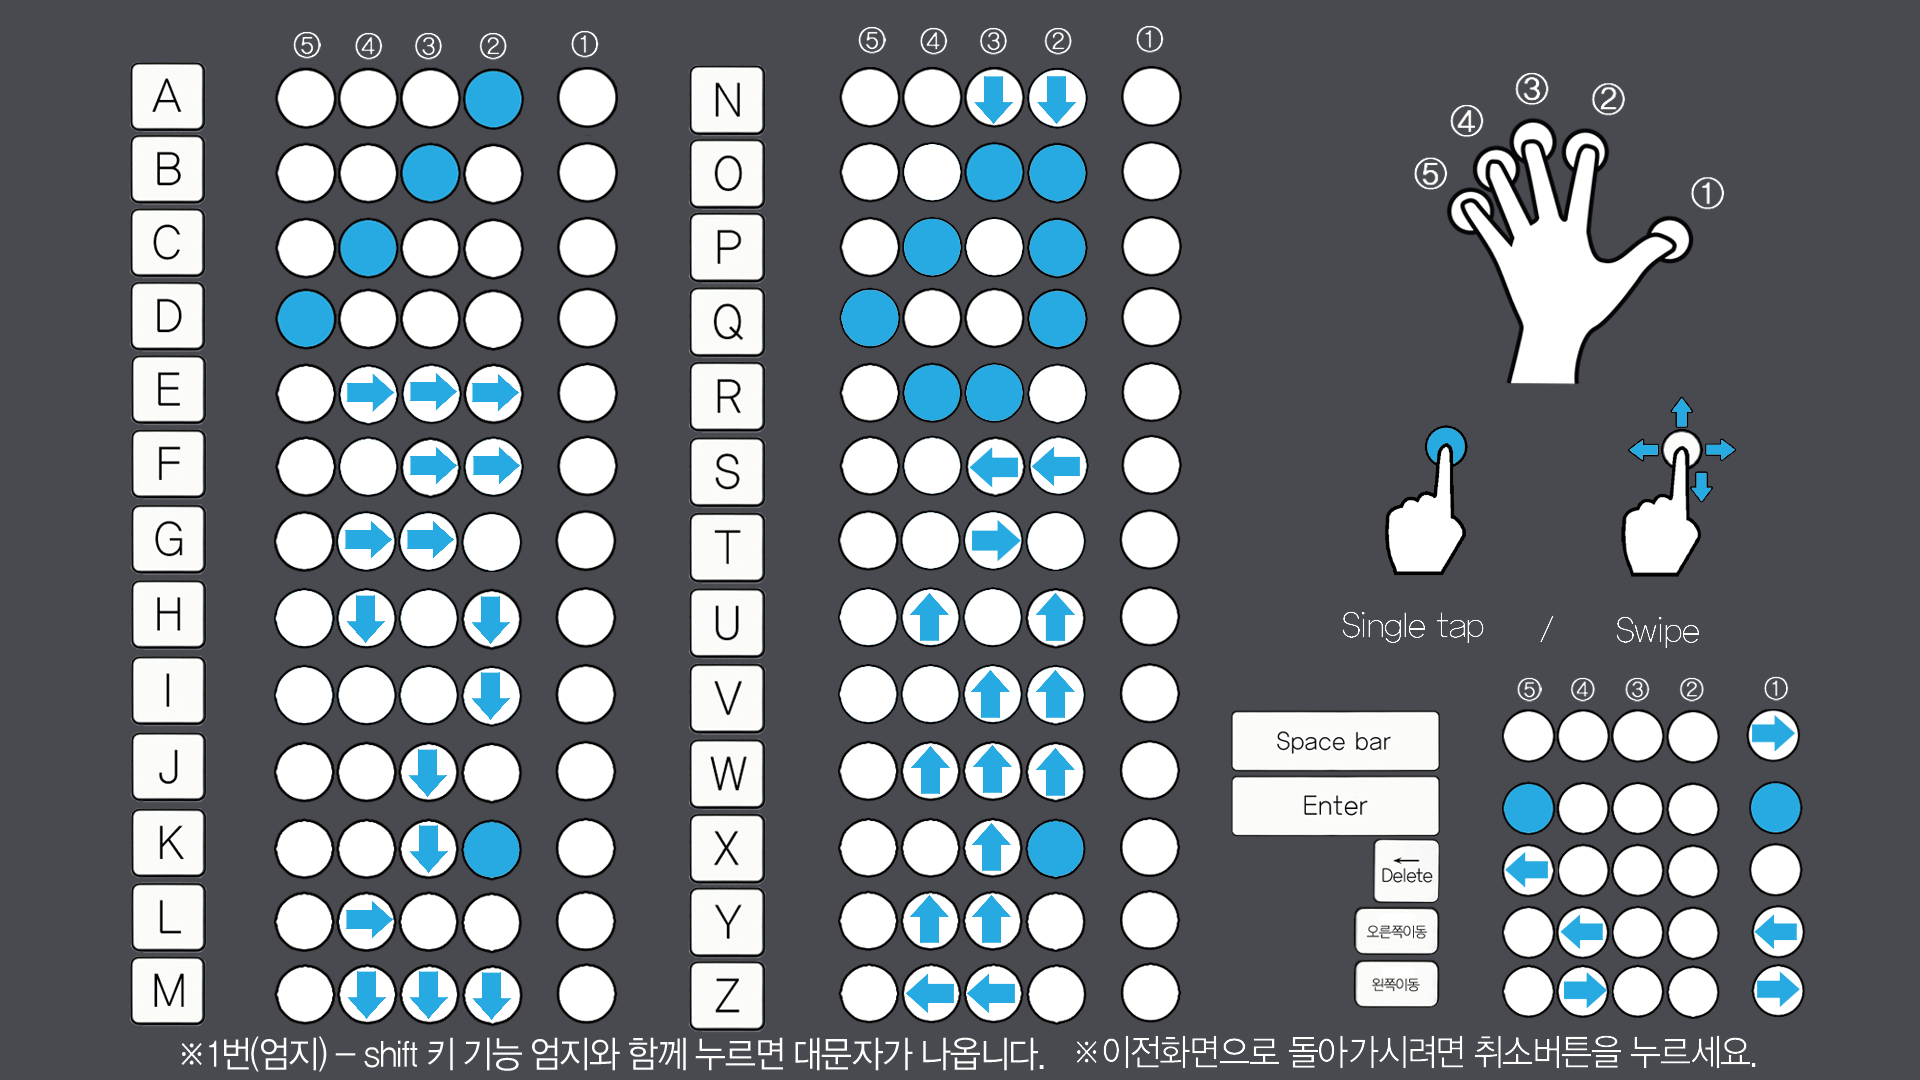 ⑤ ④ ③ ② ①
A
B
C
D
E
F
G
H
I
J
K
L
M
⑤ ④ ③ ② ①
N
O
P
Q
R
S
T
U
V
W
X
Y
Z
⑤ ④ ③ ② ①
Single tap / Swipe
⑤ ④ ③ ② ①
Space bar
Enter
←
Delete
오른쪽이동
왼쪽이동
※1번(엄지) – shift 키 기능 엄지와 함께 누르면 대문자가 나옵니다.
※이전화면으로 돌아가시려면 취소버튼을 누르세요.